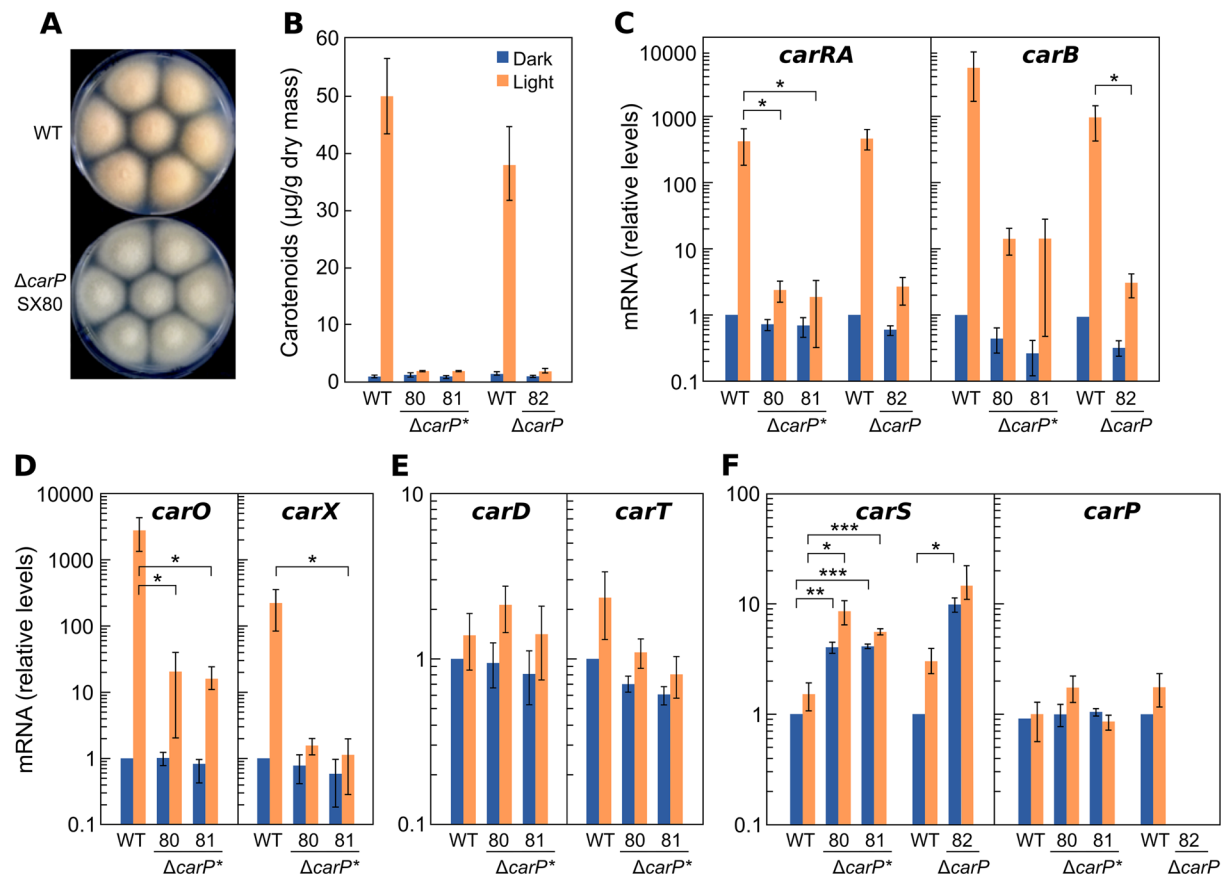 A
WT
ΔcarP
SX80
B
Carotenoids (μg/g dry mass)
60
50
40
30
20
10
0
Dark
Light
WT 80 81 WT 82
ΔcarP* ΔcarP
C
mRNA (relative levels)
10000
1000
100
10
1
0.1
carRA carB
* *
*
*
WT 80 81 WT 82 WT 80 81 WT 82
ΔcarP* ΔcarP ΔcarP* ΔcarP
D
mRNA (relative levels)
10000
1000
100
10
1
0.1
carO carX
* *
*
WT 80 81 WT 80 81
ΔcarP* ΔcarP*
E
10
1
0.1
carD carT
WT 80 81 WT 80 81
ΔcarP* ΔcarP*
F
100
10
1
0.1
carS carP
***
* *
***
**
WT 80 81 WT 82 WT 80 81 WT 82
ΔcarP* ΔcarP ΔcarP* ΔcarP